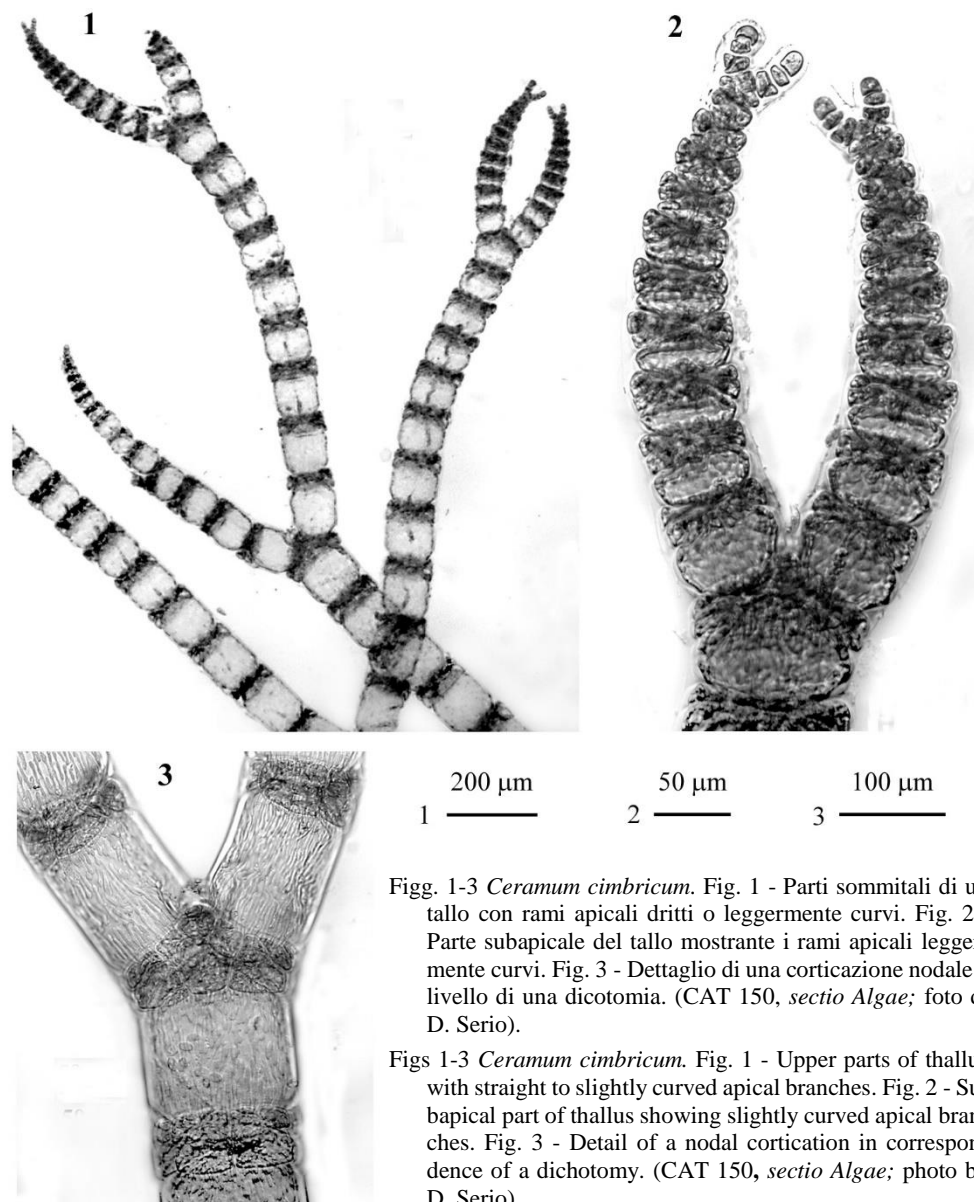 1
2
3
200 µm 50 µm 100 µm
1 2 3
Figg. 1-3 Ceramum cimbricum. Fig. 1 - Parti sommitali di u
tallo con rami apicali dritti o leggermente curvi. Fig. 2
Parte subapicale del tallo mostrante i rami apicali legger
mente curvi. Fig. 3 - Dettaglio di una corticazione nodale
livello di una dicotomia. (CAT 150, sectio Algae; foto d
D. Serio).
Figs 1-3 Ceramum cimbricum. Fig. 1 - Upper parts of thallu
with straight to slightly curved apical branches. Fig. 2 - Su
bapical part of thallus showing slightly curved apical bran
ches. Fig. 3 - Detail of a nodal cortication in correspon
dence of a dichotomy. (CAT 150, sectio Algae; photo b
D. Serio)